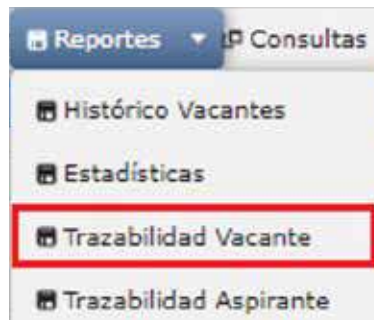 Reportes Consultas
Histórico Vacantes
Estadísticas
Trazabilidad Vacante
Trazabilidad Aspirante